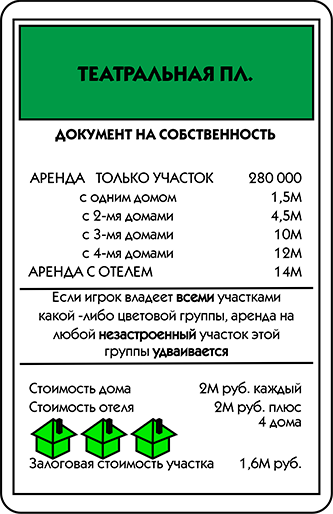 ТЕАТРАЛЬНАЯ ПЛ.
ДОКУМЕНТ НА СОБСТВЕННОСТЬ
АРЕНДА ТОЛЬКО УЧАСТОК 280 000
с одним домом 1,5М
с 2-мя домами 4,5М
с 3-мя домами 10М
с 4-мя домами 12М
АРЕНДА С ОТЕЛЕМ 14М
Если игрок владеет всеми участками
какой -либо цветовой группы, аренда на
любой незастроенный участок этой
группы удваивается
Стоимость дома 2М руб. каждый
Стоимость отеля 2М руб. плюс
4 дома
Залоговая стоимость участка 1,6М руб.